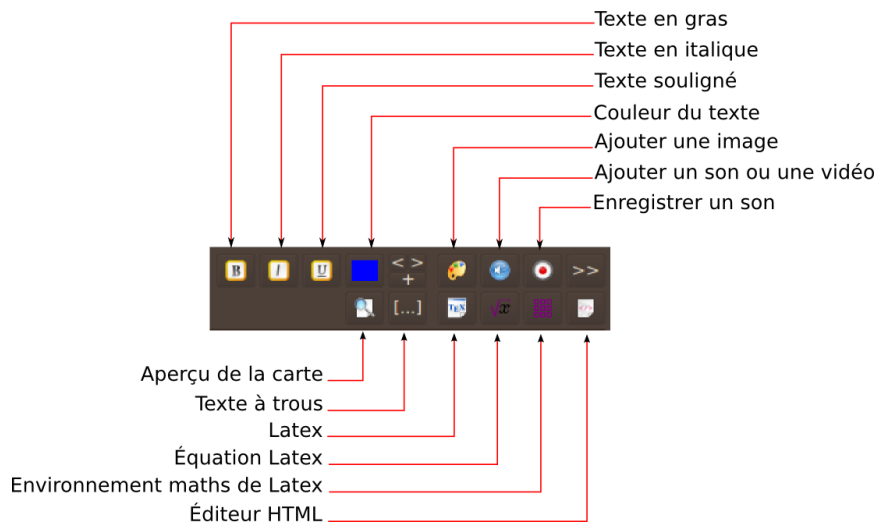 Texte en gras
Texte en italique
Texte souligné
Couleur du texte
Ajouter une image
Ajouter un son ou une vidéo
Enregistrer un son
B I U < > + >>
[...] TEX √x </>
Aperçu de la carte
Texte à trous
Latex
Équation Latex
Environnement maths de Latex
Éditeur HTML